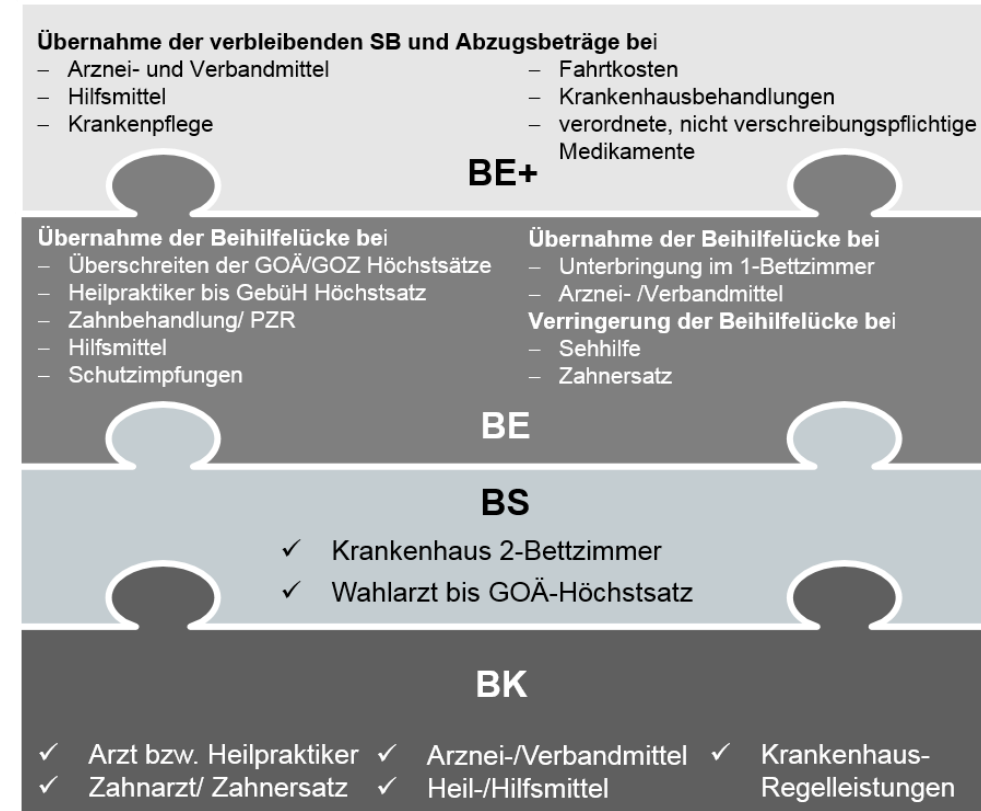 Übernahme der verbleibenden SB und Abzugsbeträge bei
– Arznei- und Verbandmittel
– Hilfsmittel
– Krankenpflege
– Fahrtkosten
– Krankenhausbehandlungen
– verordnete, nicht verschreibungspflichtige
Medikamente
BE+
Übernahme der Beihilfelücke bei
– Überschreiten der GOÄ/GOZ Höchstsätze
– Heilpraktiker bis GebüH Höchstsatz
– Zahnbehandlung/ PZR
– Hilfsmittel
– Schutzimpfungen
Übernahme der Beihilfelücke bei
– Unterbringung im 1-Bettzimmer
– Arznei- /Verbandmittel
Verringerung der Beihilfelücke bei
– Sehhilfe
– Zahnersatz
BE
BS
✓ Krankenhaus 2-Bettzimmer
✓ Wahlarzt bis GOÄ-Höchstsatz
BK
✓ Arzt bzw. Heilpraktiker
✓ Zahnarzt/ Zahnersatz
✓ Arznei-/Verbandmittel
✓ Heil-/Hilfsmittel
✓ Krankenhaus-
Regelleistungen